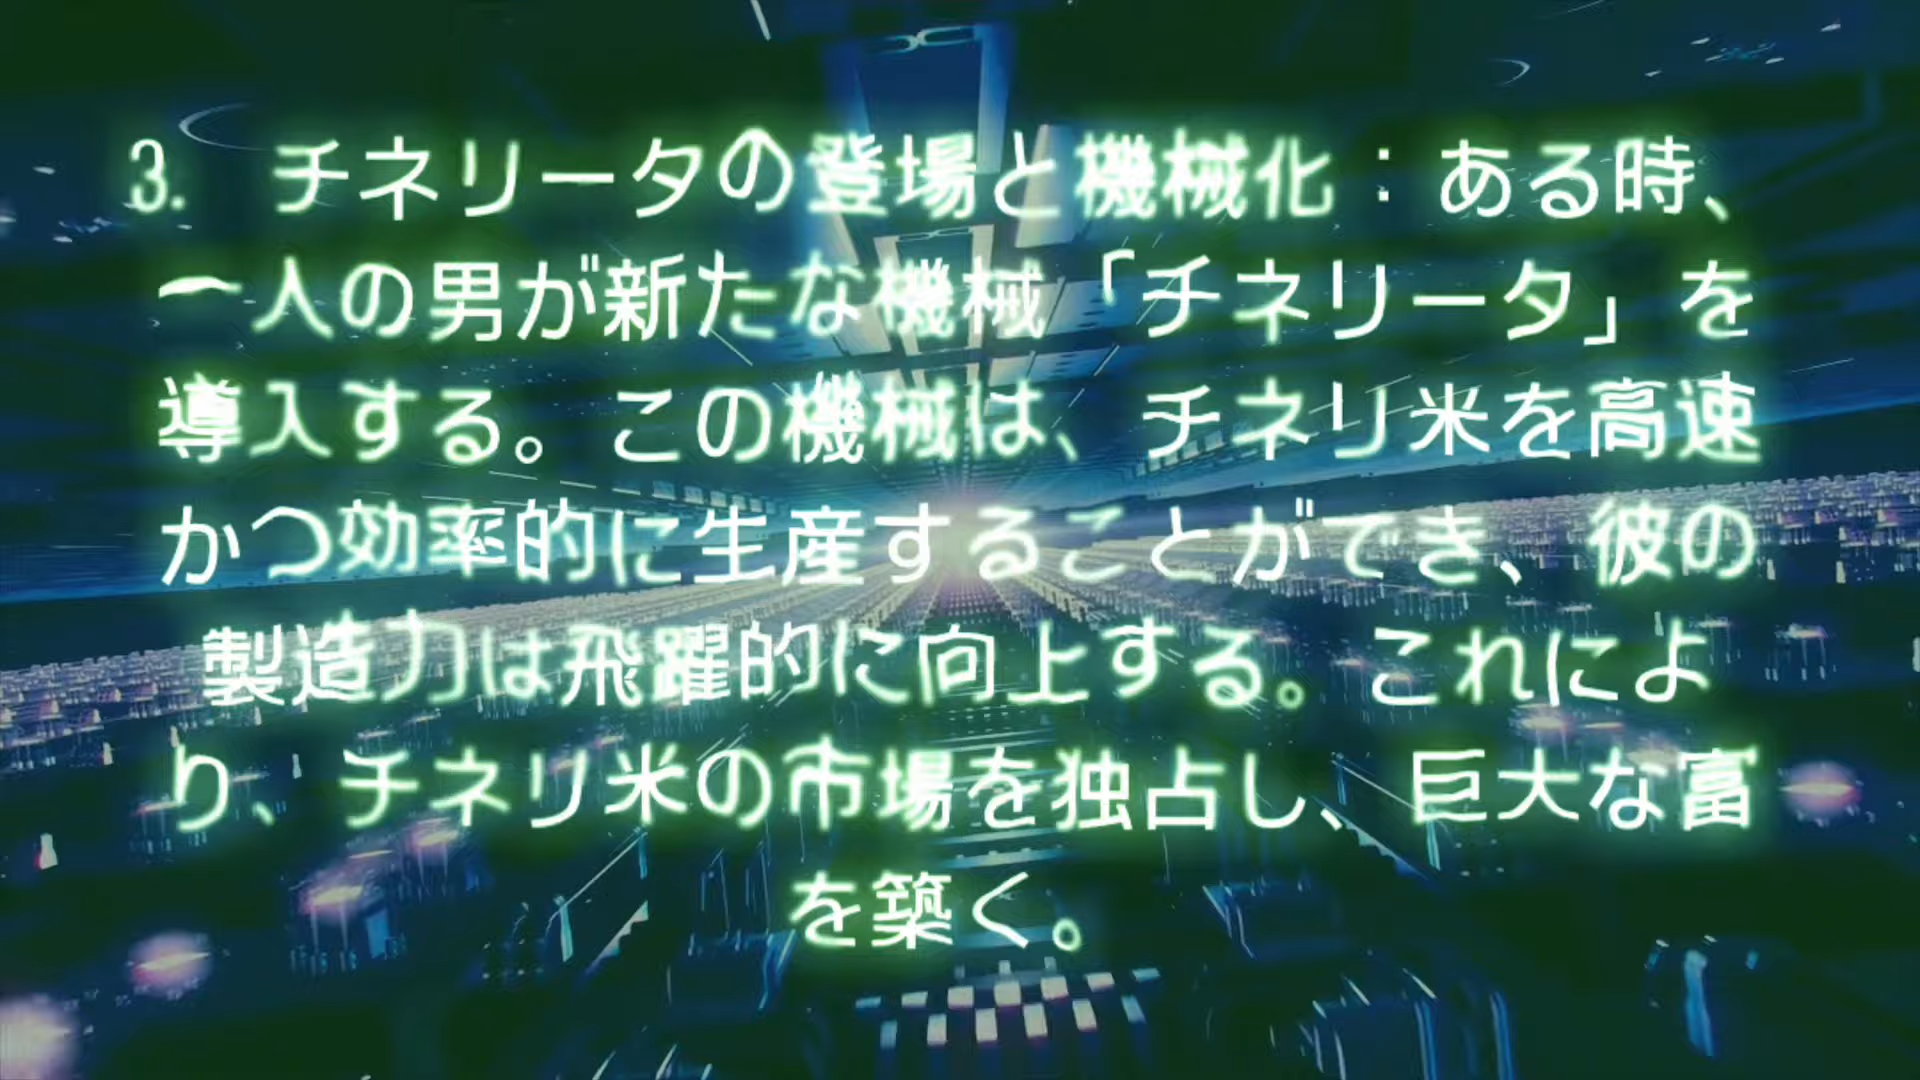 3. チネリータの登場と機械化：ある時、
一人の男が新たな機械「チネリータ」を
導入する。この機械は、チネリ米を高速
かつ効率的に生産することができ、彼の
製造力は飛躍的に向上する。これによ
り、チネリ米の市場を独占し、巨大な富
を築く。